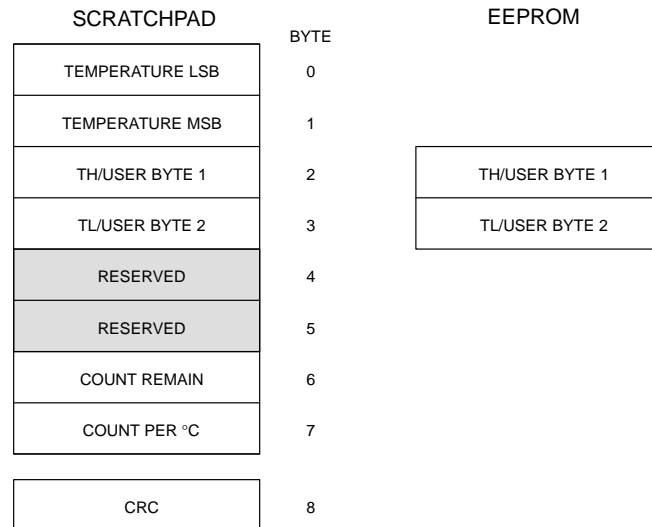 SCRATCHPAD
EEPROM
BYTE
TEMPERATURE LSB 0
TEMPERATURE MSB 1
TH/USER BYTE 1 2 TH/USER BYTE 1
TL/USER BYTE 2 3 TL/USER BYTE 2
RESERVED 4
RESERVED 5
COUNT REMAIN 6
COUNT PER °C 7
CRC 8